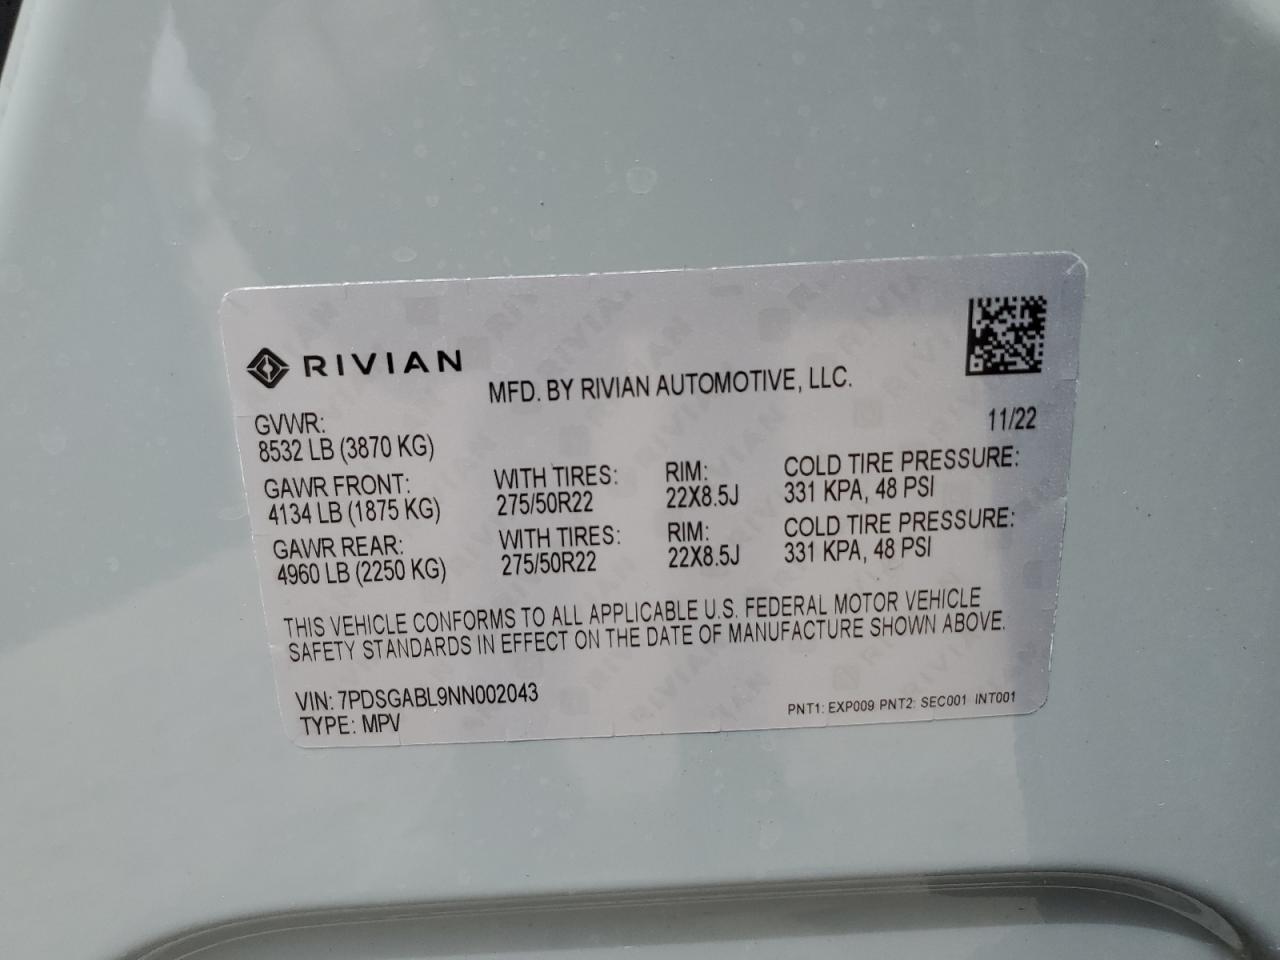 RIVIAN
MFD. BY RIVIAN AUTOMOTIVE, LLC.
11/22
GVWR:
8532 LB (3870 KG)
GAWR FRONT: WITH TIRES: RIM: COLD TIRE PRESSURE:
4134 LB (1875 KG) 275/50R22 22X8.5J 331 KPA, 48 PSI
GAWR REAR: WITH TIRES: RIM: COLD TIRE PRESSURE:
4960 LB (2250 KG) 275/50R22 22X8.5J 331 KPA, 48 PSI
THIS VEHICLE CONFORMS TO ALL APPLICABLE U.S. FEDERAL MOTOR VEHICLE
SAFETY STANDARDS IN EFFECT ON THE DATE OF MANUFACTURE SHOWN ABOVE.
VIN: 7PDSGABL9NN002043
TYPE: MPV
PNT1: EXP009 PNT2: SEC001 INT001